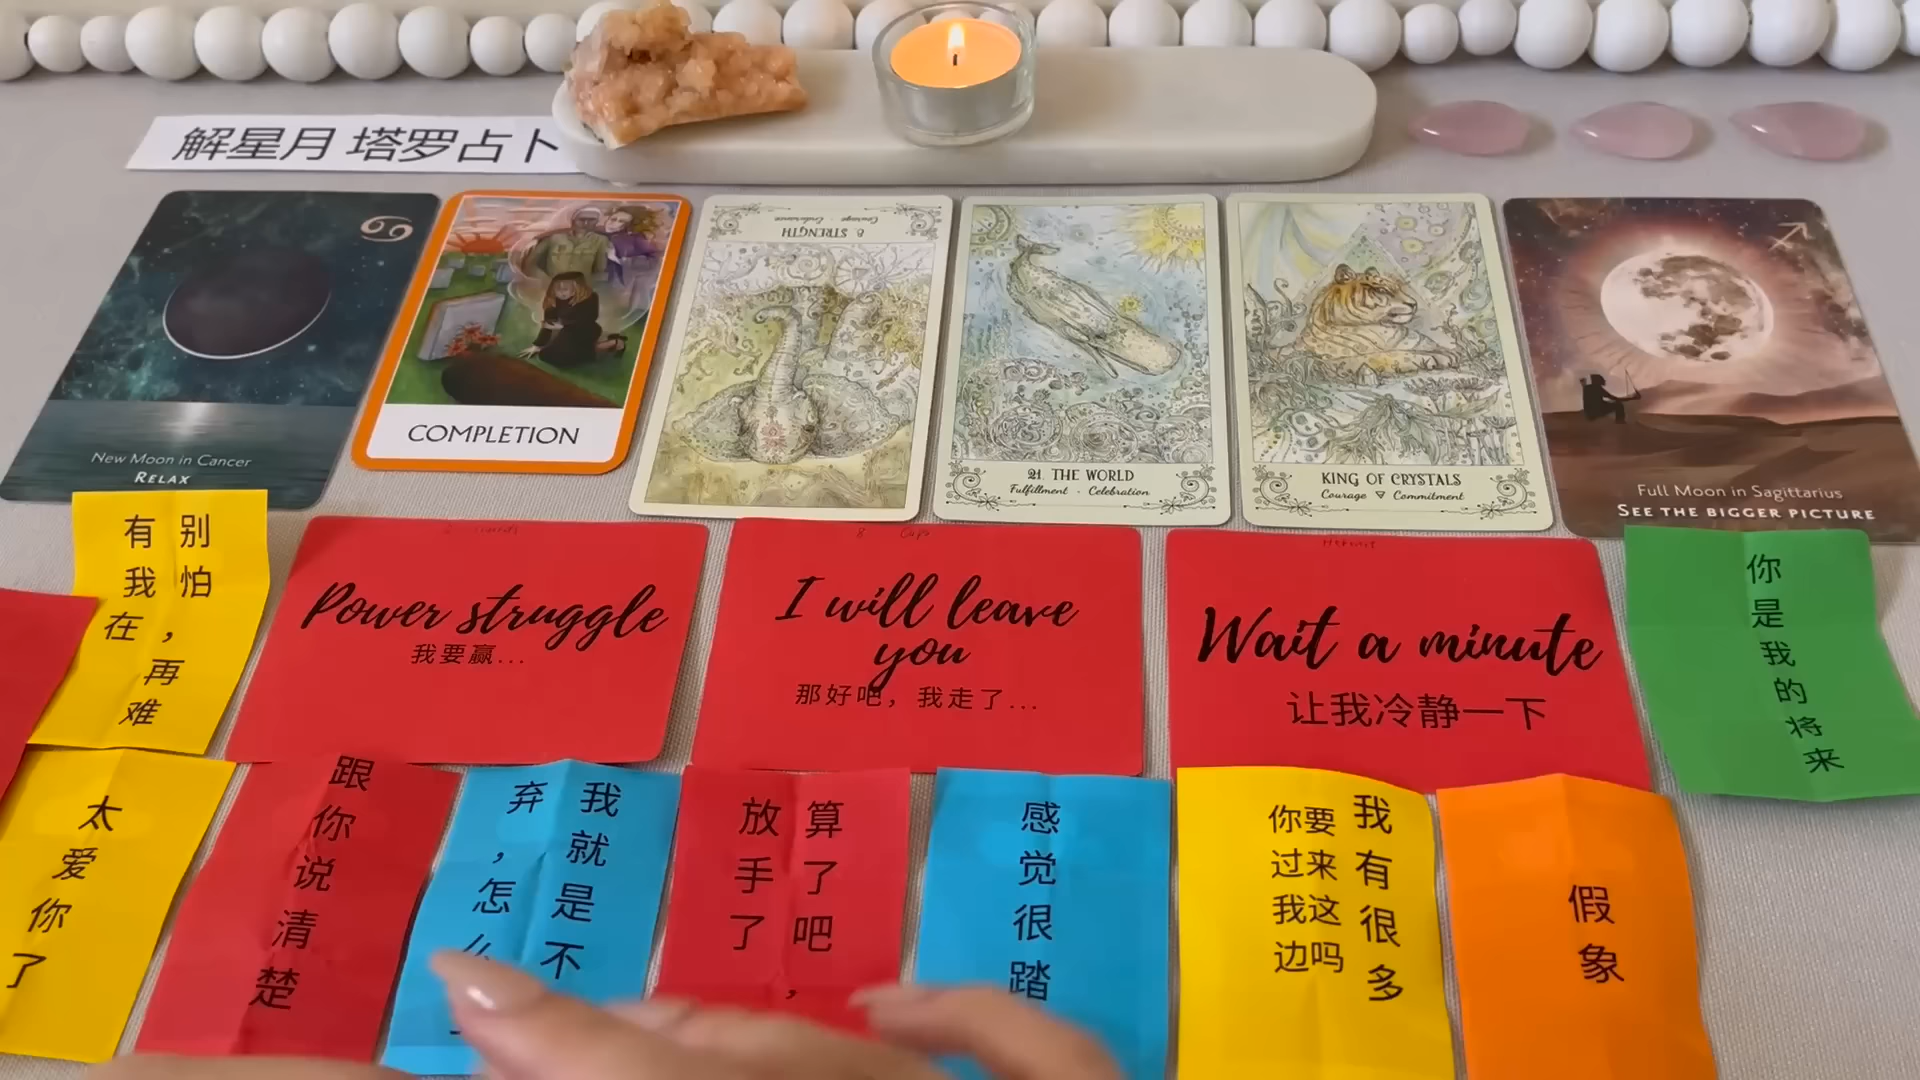 解星月 塔罗占卜
New Moon in Cancer
RELAX
COMPLETION
8. STRENGTH
Courage · Endurance
21. THE WORLD
Fulfillment · Celebration
KING OF CRYSTALS
Courage ▽ Commitment
Full Moon in Sagittarius
SEE THE BIGGER PICTURE
别怕，再难
有我在
Power struggle
我要赢...
8 Cups
I will leave
you
那好吧，我走了...
Hermit
Wait a minute
让我冷静一下
你是我的将来
太爱你了
跟你说清楚
我就是不
弃，怎么
算了吧，
放手了
感觉很踏
我有很多
你要过来我这边吗
假象